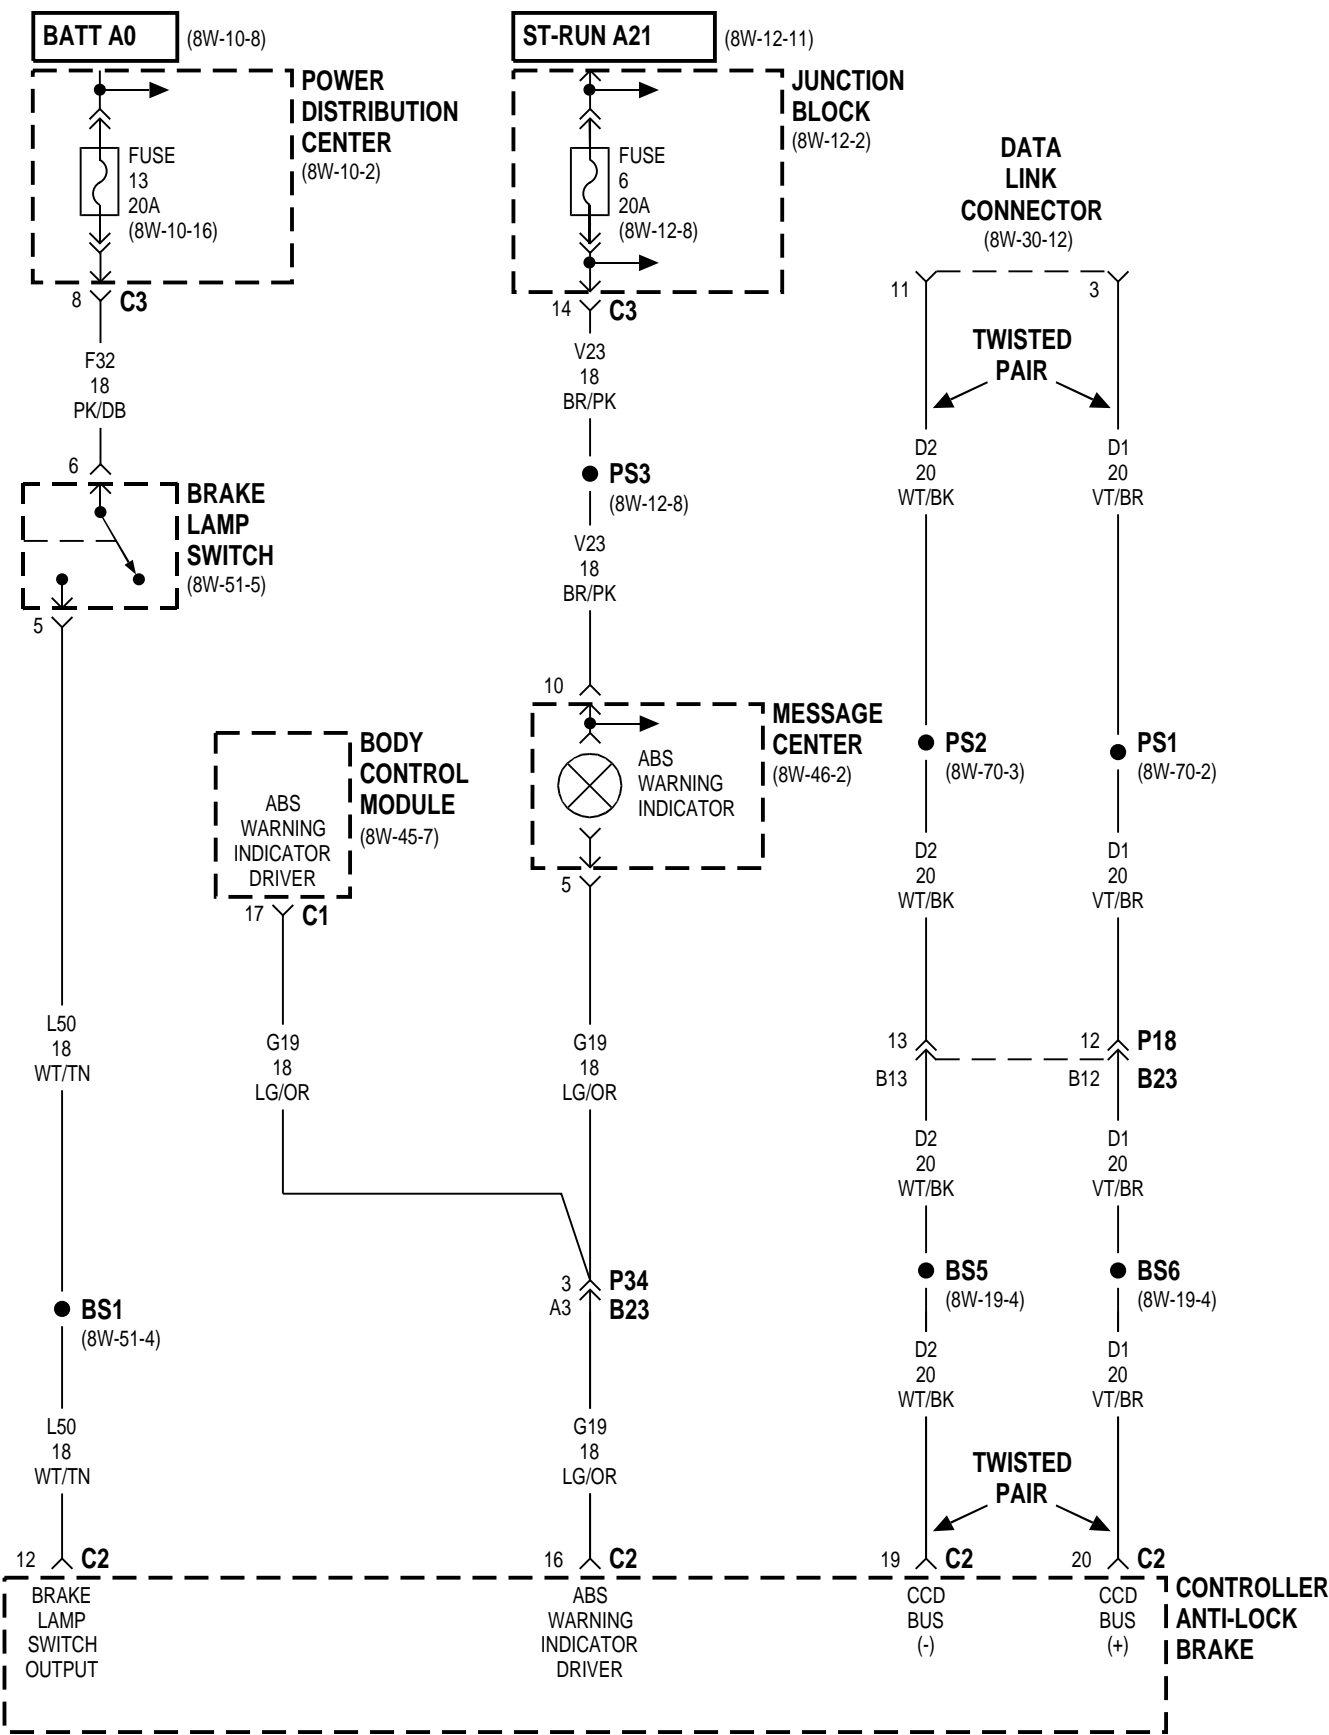 BATT A0
(8W-10-8)
POWER
DISTRIBUTION
CENTER
(8W-10-2)
FUSE
13
20A
(8W-10-16)
8
C3
F32
18
PK/DB
6
BRAKE
LAMP
SWITCH
(8W-51-5)
5
L50
18
WT/TN
BS1
(8W-51-4)
L50
18
WT/TN
12
C2
BRAKE
LAMP
SWITCH
OUTPUT
BODY
CONTROL
MODULE
(8W-45-7)
ABS
WARNING
INDICATOR
DRIVER
17
C1
G19
18
LG/OR
ST-RUN A21
(8W-12-11)
JUNCTION
BLOCK
(8W-12-2)
FUSE
6
20A
(8W-12-8)
14
C3
V23
18
BR/PK
PS3
(8W-12-8)
V23
18
BR/PK
10
MESSAGE
CENTER
(8W-46-2)
ABS
WARNING
INDICATOR
5
G19
18
LG/OR
3
P34
A3
B23
G19
18
LG/OR
16
C2
ABS
WARNING
INDICATOR
DRIVER
DATA
LINK
CONNECTOR
(8W-30-12)
11
3
TWISTED
PAIR
D2
20
WT/BK
D1
20
VT/BR
PS2
(8W-70-3)
PS1
(8W-70-2)
D2
20
WT/BK
D1
20
VT/BR
13
12
P18
B13
B12
B23
D2
20
WT/BK
D1
20
VT/BR
BS5
(8W-19-4)
BS6
(8W-19-4)
D2
20
WT/BK
D1
20
VT/BR
TWISTED
PAIR
19
C2
20
C2
CCD
BUS
(-)
CCD
BUS
(+)
CONTROLLER
ANTI-LOCK
BRAKE